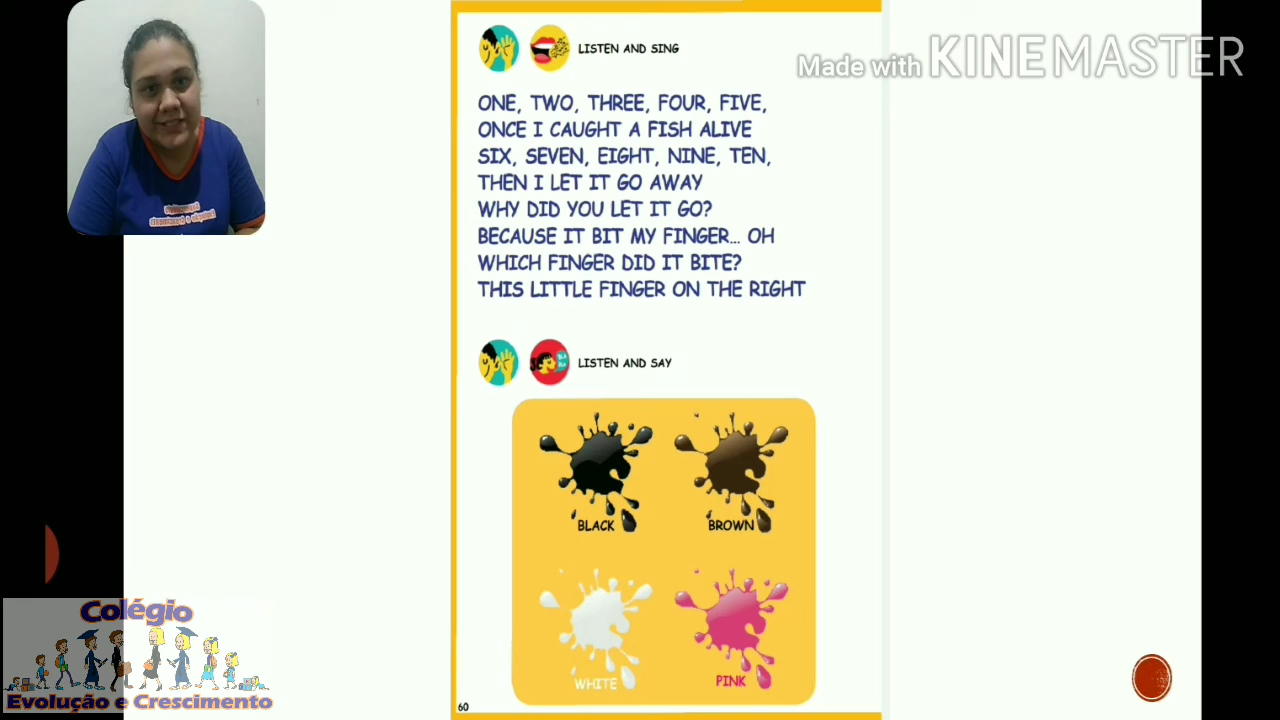 LISTEN AND SING
Made with KINEMASTER
ONE, TWO, THREE, FOUR, FIVE,
ONCE I CAUGHT A FISH ALIVE
SIX, SEVEN, EIGHT, NINE, TEN,
THEN I LET IT GO AWAY
WHY DID YOU LET IT GO?
BECAUSE IT BIT MY FINGER... OH
WHICH FINGER DID IT BITE?
THIS LITTLE FINGER ON THE RIGHT
LISTEN AND SAY
BLA
BLA
BLACK
BROWN
WHITE
PINK
60
Colégio
Evolução e Crescimento